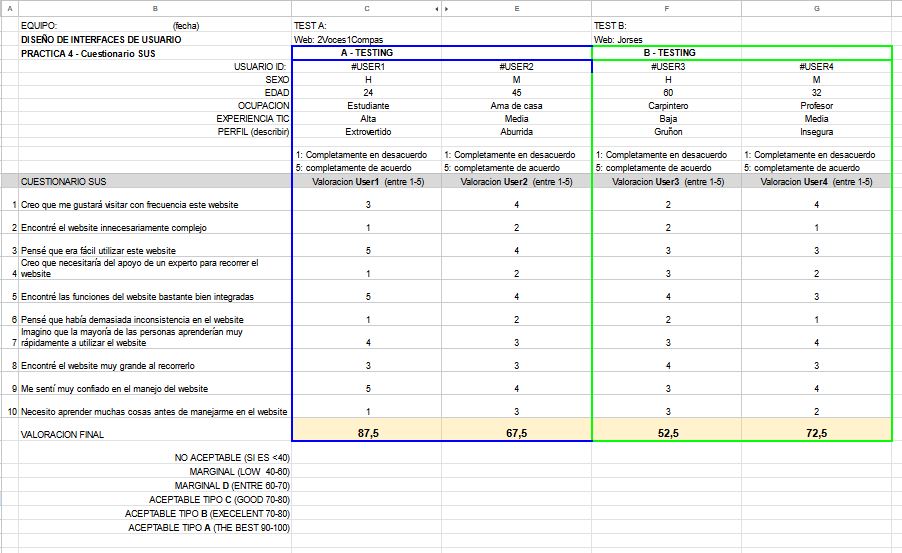 A B C E F G
EQUIPO: (fecha) TEST A: TEST B:
DISEÑO DE INTERFACES DE USUARIO Web: 2Voces1Compas Web: Jorses
PRACTICA 4 - Cuestionario SUS A - TESTING B - TESTING
USUARIO ID: #USER1 #USER2 #USER3 #USER4
SEXO H M H M
EDAD 24 45 60 32
OCUPACION Estudiante Ama de casa Carpintero Profesor
EXPERIENCIA TIC Alta Media Baja Media
PERFIL (describir) Extrovertido Aburrida Gruñon Insegura
1: Completamente en desacuerdo 1: Completamente en desacuerdo 1: Completamente en desacuerdo 1: Completamente en desacuerdo
5: completamente de acuerdo 5: completamente de acuerdo 5: completamente de acuerdo 5: completamente de acuerdo
CUESTIONARIO SUS Valoracion User1 (entre 1-5) Valoracion User2 (entre 1-5) Valoracion User3 (entre 1-5) Valoracion User4 (entre 1-5)
1 Creo que me gustará visitar con frecuencia este website 3 4 2 4
2 Encontré el website innecesariamente complejo 1 2 2 1
3 Pensé que era fácil utilizar este website 5 4 3 3
Creo que necesitaría del apoyo de un experto para recorrer el
4 website 1 2 3 2
5 Encontré las funciones del website bastante bien integradas 5 4 4 3
6 Pensé que había demasiada inconsistencia en el website 1 2 2 1
Imagino que la mayoría de las personas aprenderían muy
7 rápidamente a utilizar el website 4 3 3 4
8 Encontré el website muy grande al recorrerlo 3 3 4 3
9 Me sentí muy confiado en el manejo del website 5 4 3 4
10 Necesito aprender muchas cosas antes de manejarme en el website 1 3 3 2
VALORACION FINAL 87,5 67,5 52,5 72,5
NO ACEPTABLE (SI ES <40)
MARGINAL (LOW 40-60)
MARGINAL D (ENTRE 60-70)
ACEPTABLE TIPO C (GOOD 70-80)
ACEPTABLE TIPO B (EXECELENT 70-80)
ACEPTABLE TIPO A (THE BEST 90-100)